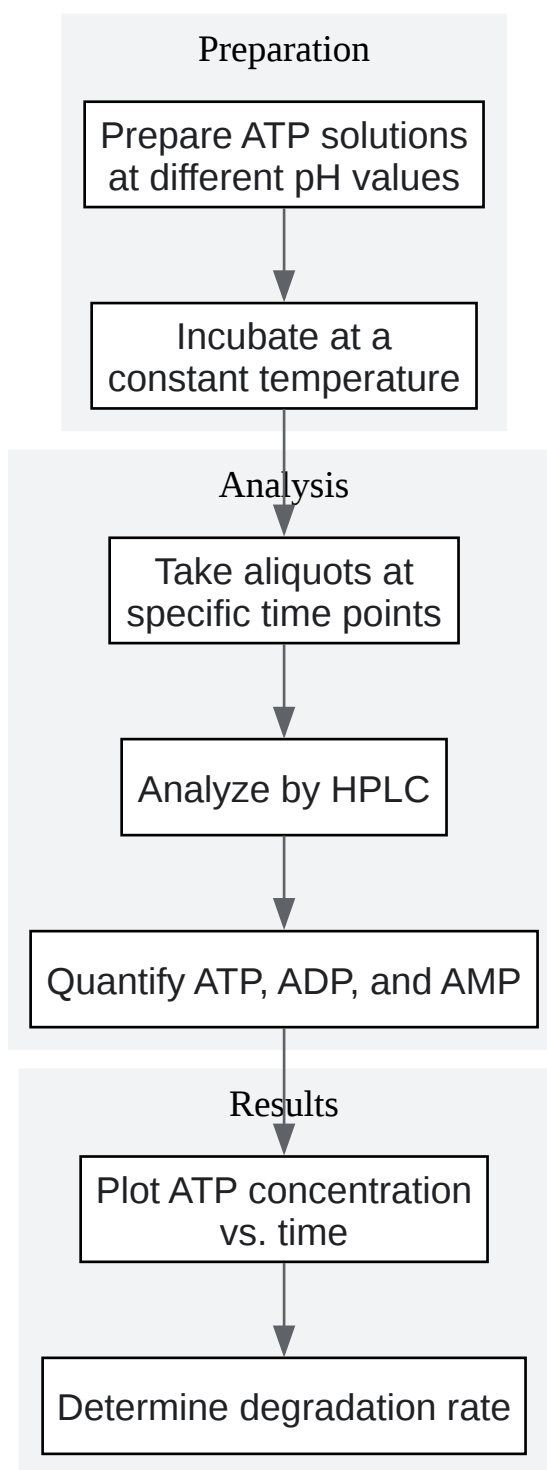 Preparation
Prepare ATP solutions
at different pH values
Incubate at a
constant temperature
Analysis
Take aliquots at
specific time points
Analyze by HPLC
Quantify ATP, ADP, and AMP
Results
Plot ATP concentration
vs. time
Determine degradation rate